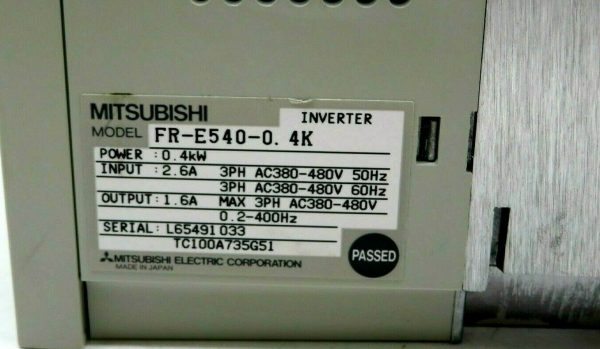 MITSUBISHI INVERTER
MODEL FR-E540-0.4K
POWER : 0.4kW
INPUT : 2.6A 3PH AC380-480V 50Hz
3PH AC380-480V 60Hz
OUTPUT: 1.6A MAX 3PH AC380-480V
0.2-400Hz
SERIAL: L65491033
TC100A735G51
MITSUBISHI ELECTRIC CORPORATION
MADE IN JAPAN
PASSED